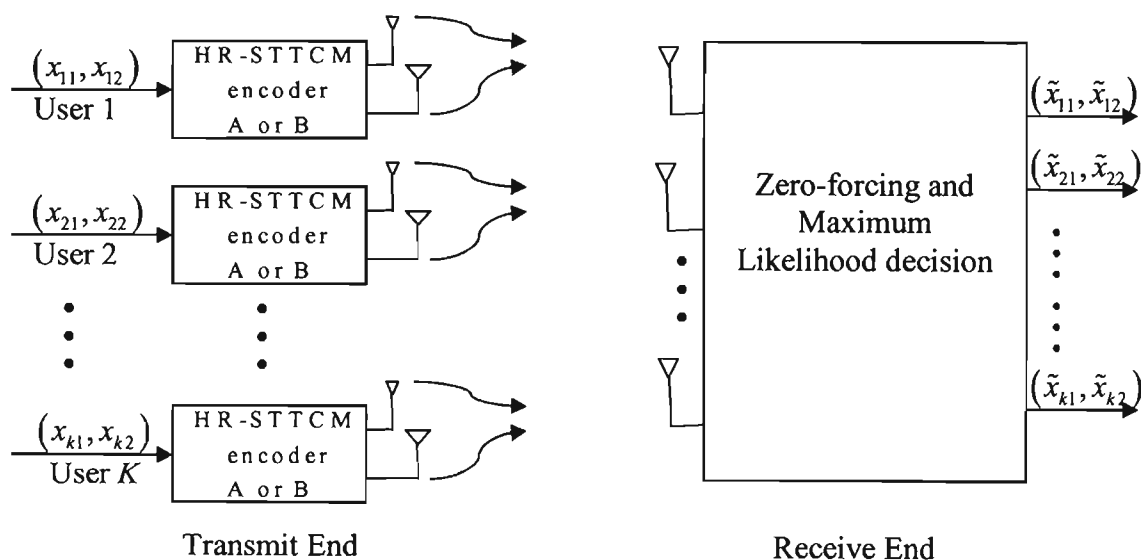 (x₁₁, x₁₂)
User 1
HR-STTCM
encoder
A or B
(x₂₁, x₂₂)
User 2
HR-STTCM
encoder
A or B
(xₖ₁, xₖ₂)
User K
HR-STTCM
encoder
A or B
Transmit End
Zero-forcing and
Maximum
Likelihood decision
(x̃₁₁, x̃₁₂)
(x̃₂₁, x̃₂₂)
(x̃ₖ₁, x̃ₖ₂)
Receive End